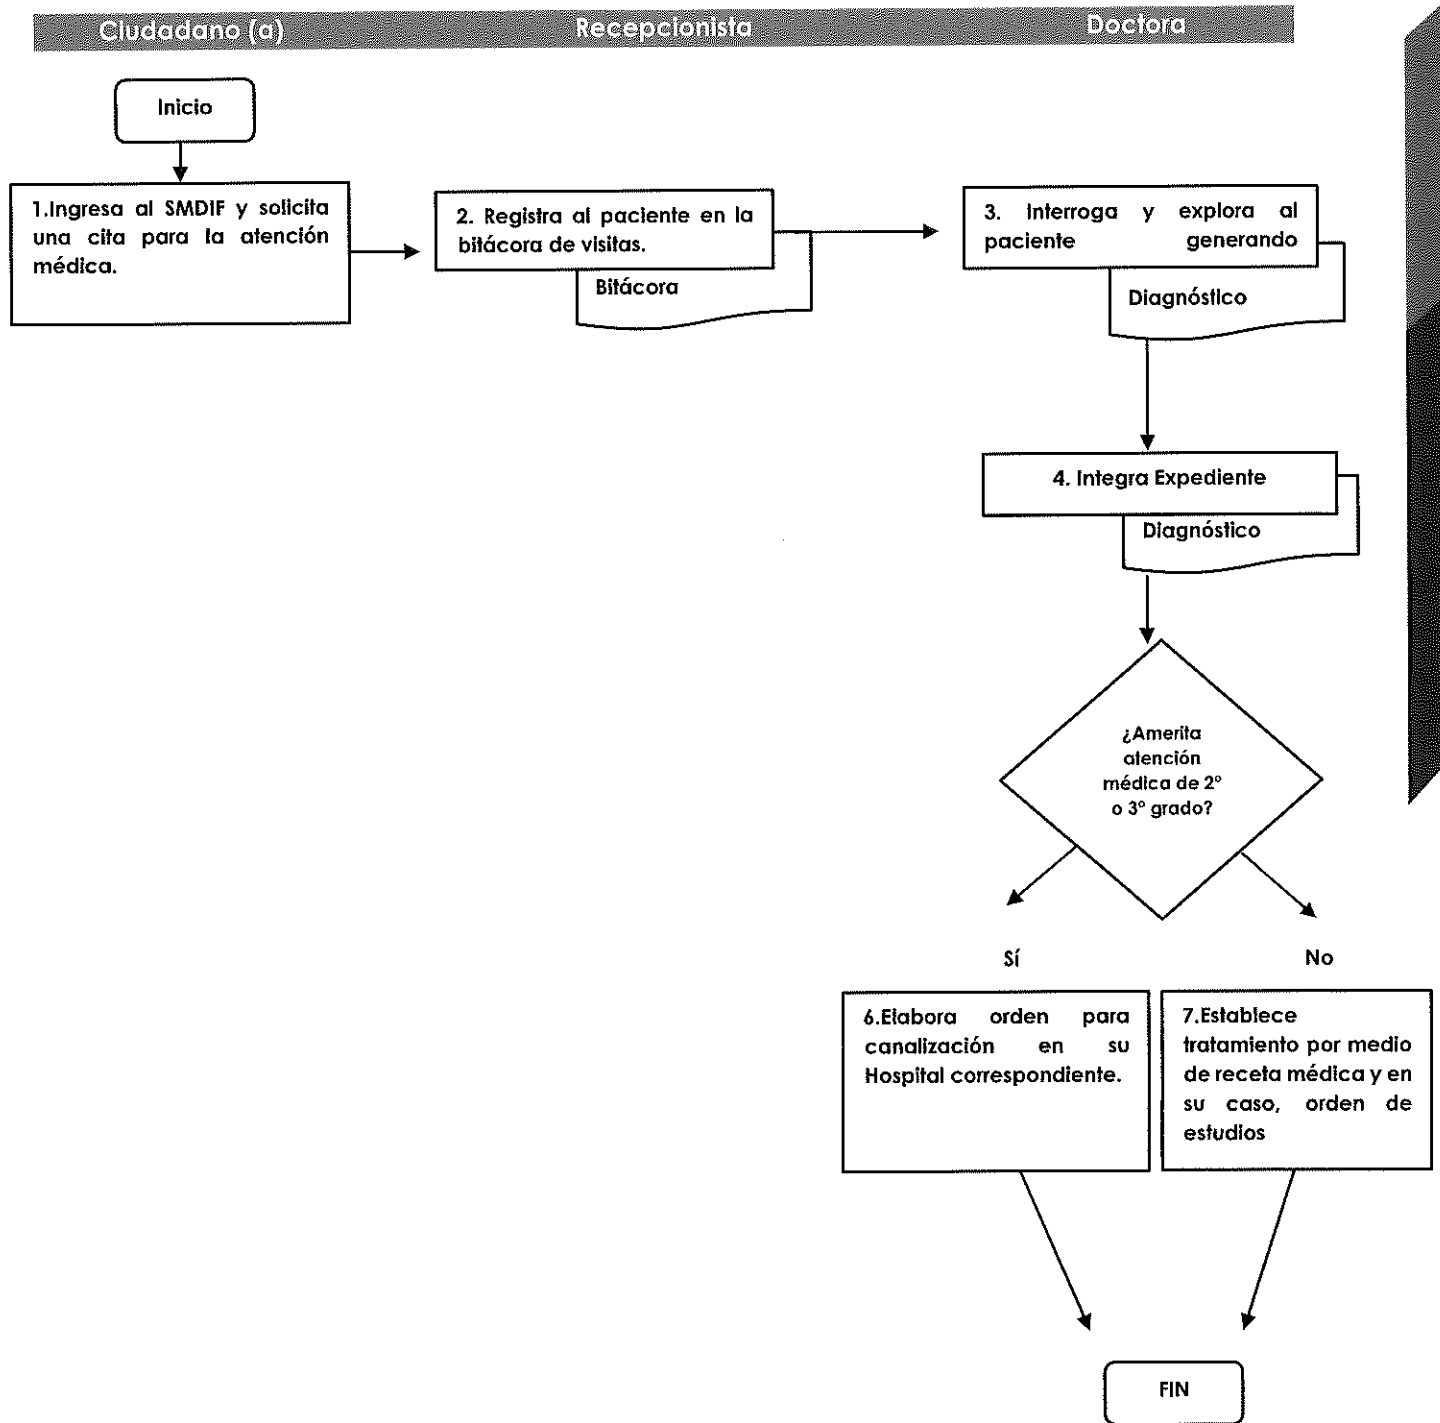 Ciudadano (a)
Recepcionista
Doctora
Inicio
1.Ingresa al SMDIF y solicita
una cita para la atención
médica.
2. Registra al paciente en la
bitácora de visitas.
Bitácora
3. Interroga y explora al
paciente generando
Diagnóstico
4. Integra Expediente
Diagnóstico
¿Amerita
atención
médica de 2º
o 3º grado?
Sí
No
6.Elabora orden para
canalización en su
Hospital correspondiente.
7.Establece
tratamiento por medio
de receta médica y en
su caso, orden de
estudios
FIN